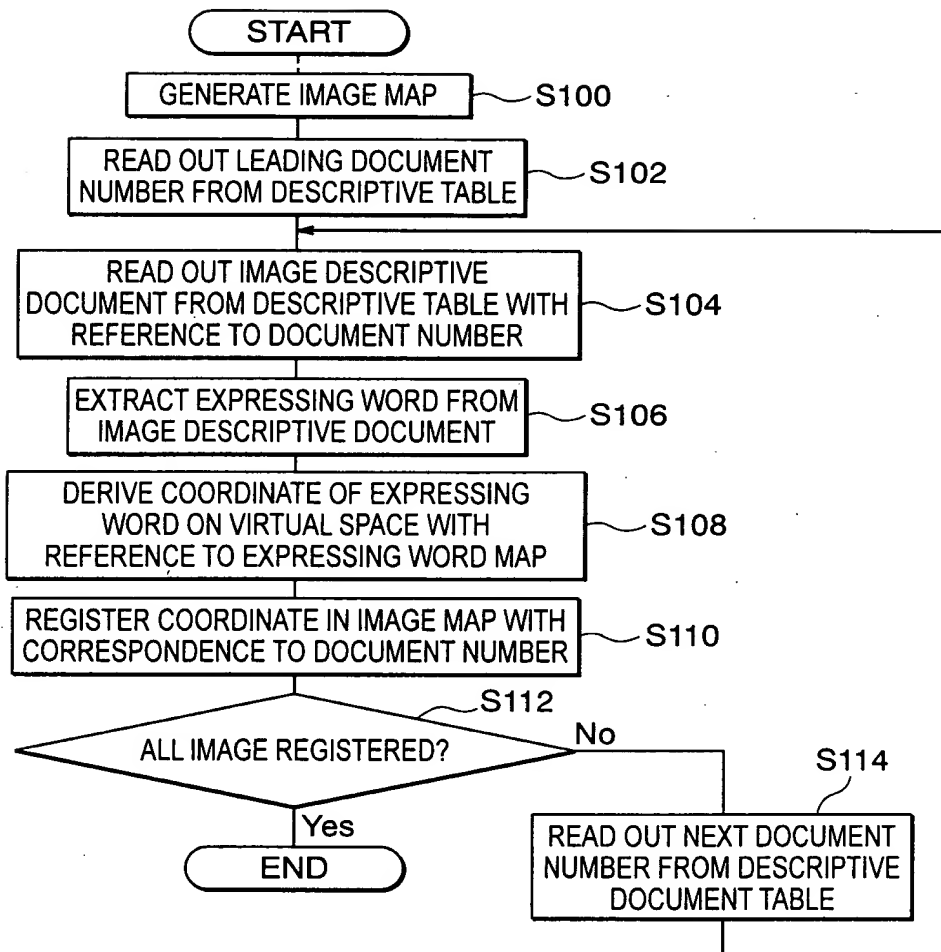 START
GENERATE IMAGE MAP
S100
READ OUT LEADING DOCUMENT
NUMBER FROM DESCRIPTIVE TABLE
S102
READ OUT IMAGE DESCRIPTIVE
DOCUMENT FROM DESCRIPTIVE TABLE WITH
REFERENCE TO DOCUMENT NUMBER
S104
EXTRACT EXPRESSING WORD FROM
IMAGE DESCRIPTIVE DOCUMENT
S106
DERIVE COORDINATE OF EXPRESSING
WORD ON VIRTUAL SPACE WITH
REFERENCE TO EXPRESSING WORD MAP
S108
REGISTER COORDINATE IN IMAGE MAP WITH
CORRESPONDENCE TO DOCUMENT NUMBER
S110
S112
ALL IMAGE REGISTERED?
No
Yes
END
S114
READ OUT NEXT DOCUMENT
NUMBER FROM DESCRIPTIVE
DOCUMENT TABLE